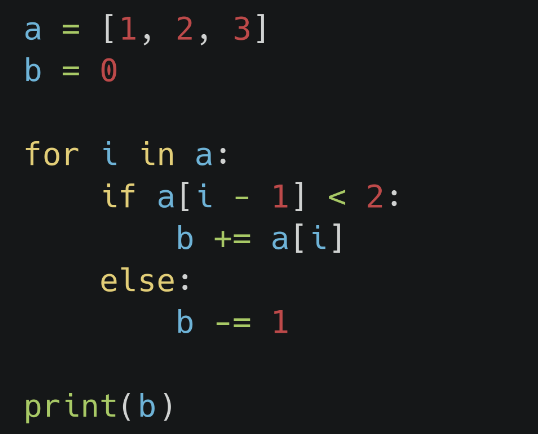 a = [1, 2, 3]
b = 0

for i in a:
    if a[i - 1] < 2:
        b += a[i]
    else:
        b -= 1

print(b)